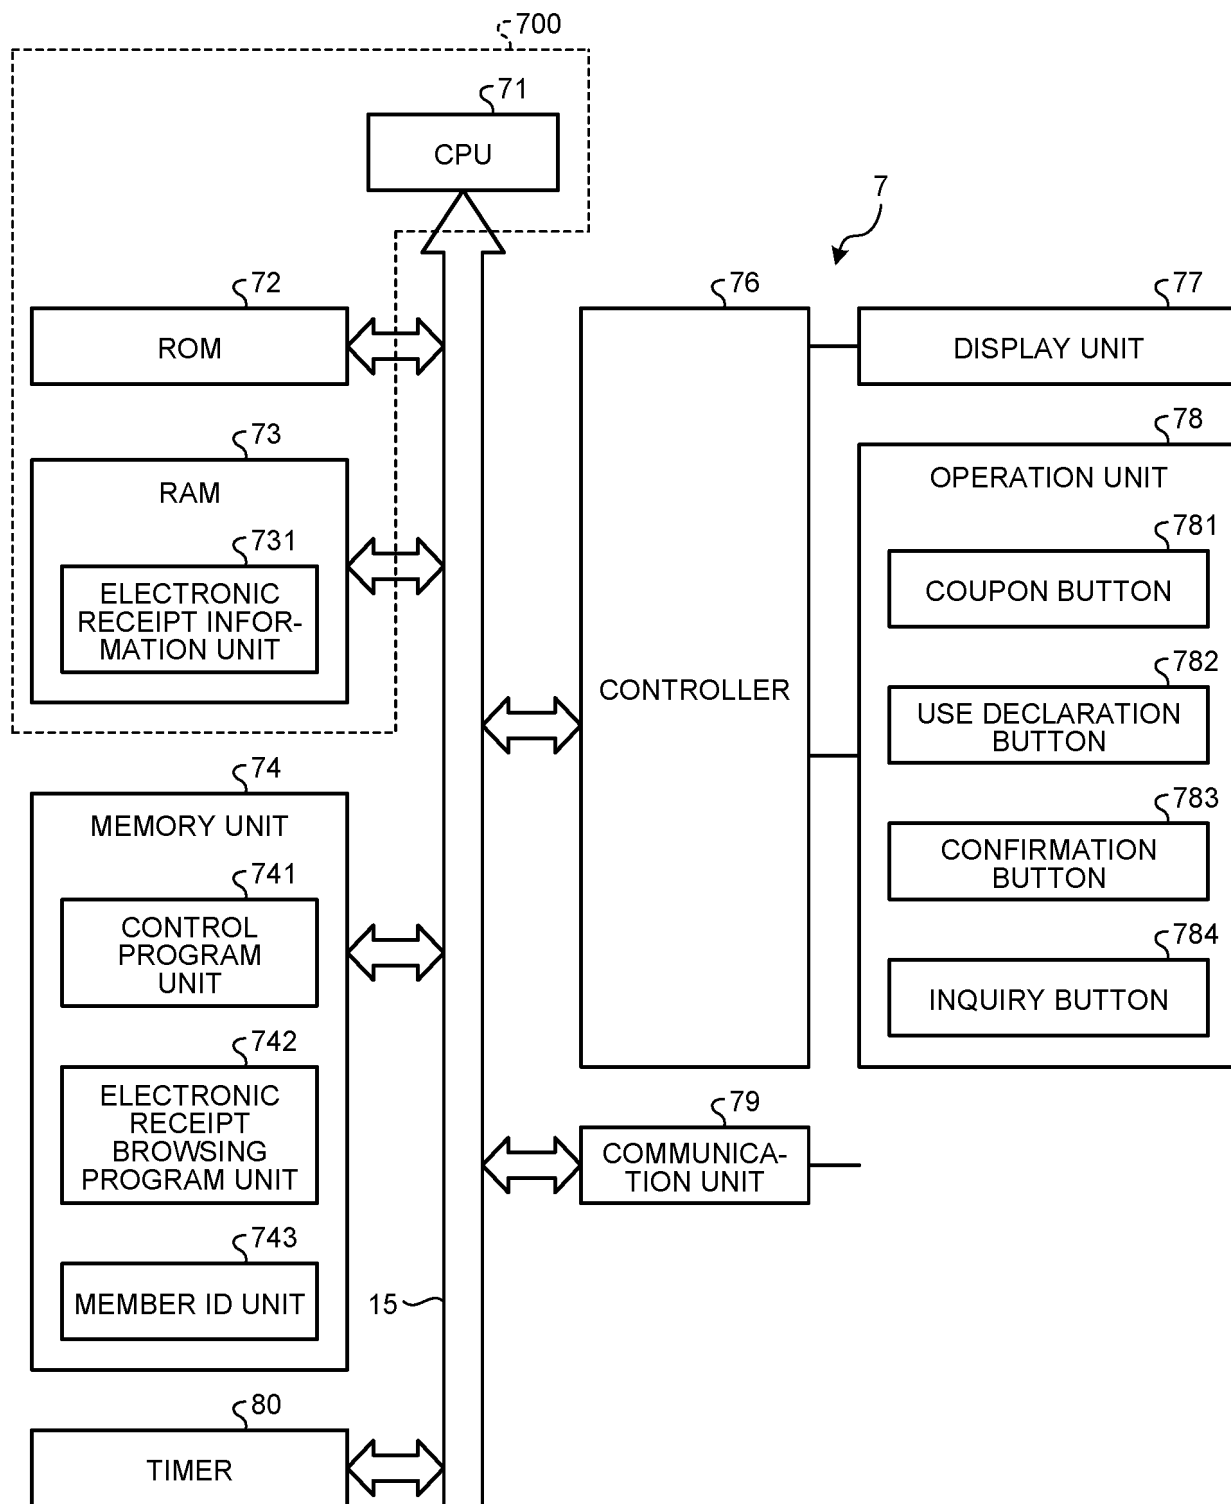 700
71
CPU
7
72
ROM
76
CONTROLLER
77
DISPLAY UNIT
73
RAM
731
ELECTRONIC
RECEIPT INFOR-
MATION UNIT
78
OPERATION UNIT
781
COUPON BUTTON
782
USE DECLARATION
BUTTON
783
CONFIRMATION
BUTTON
784
INQUIRY BUTTON
74
MEMORY UNIT
741
CONTROL
PROGRAM
UNIT
742
ELECTRONIC
RECEIPT
BROWSING
PROGRAM UNIT
743
MEMBER ID UNIT
79
COMMUNICA-
TION UNIT
15
80
TIMER